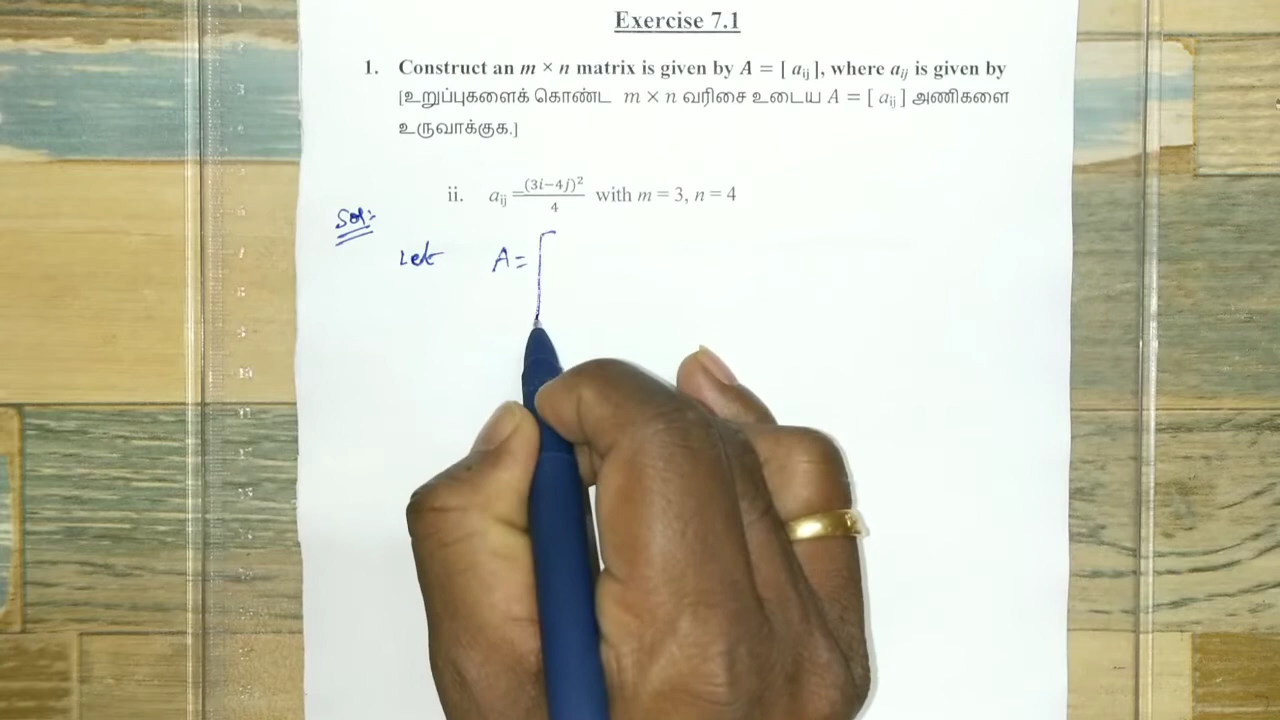 Exercise 7.1
1. Construct an m × n matrix is given by A = [ aᵢⱼ ], where aᵢⱼ is given by
[உறுப்புகளைக் கொண்ட m × n வரிசை உடைய A = [ aᵢⱼ ] அணிகளை
உருவாக்குக.]
ii. aᵢⱼ = (3i−4j)²/4 with m = 3, n = 4
Sol:-
Let A = [